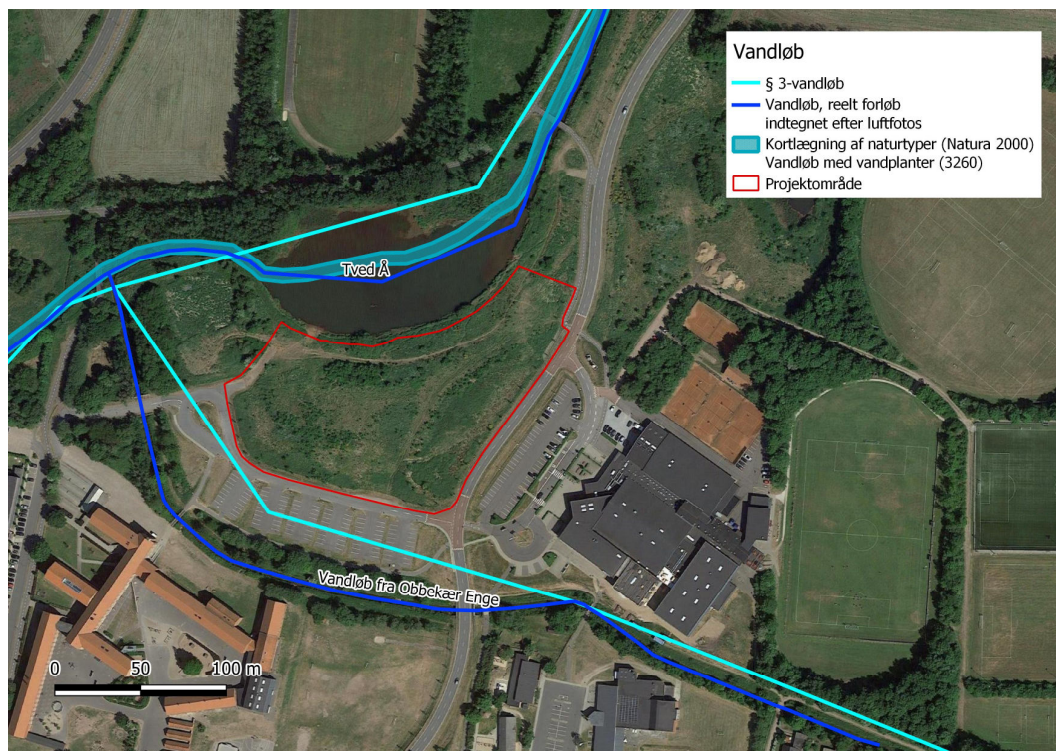 Vandløb
§ 3-vandløb
Vandløb, reelt forløb
indtegnet efter luftfotos
Kortlægning af naturtyper (Natura 2000)
Vandløb med vandplanter (3260)
Projektområde
Tved Å
Vandløb fra Obbekær Enge
0 50 100 m